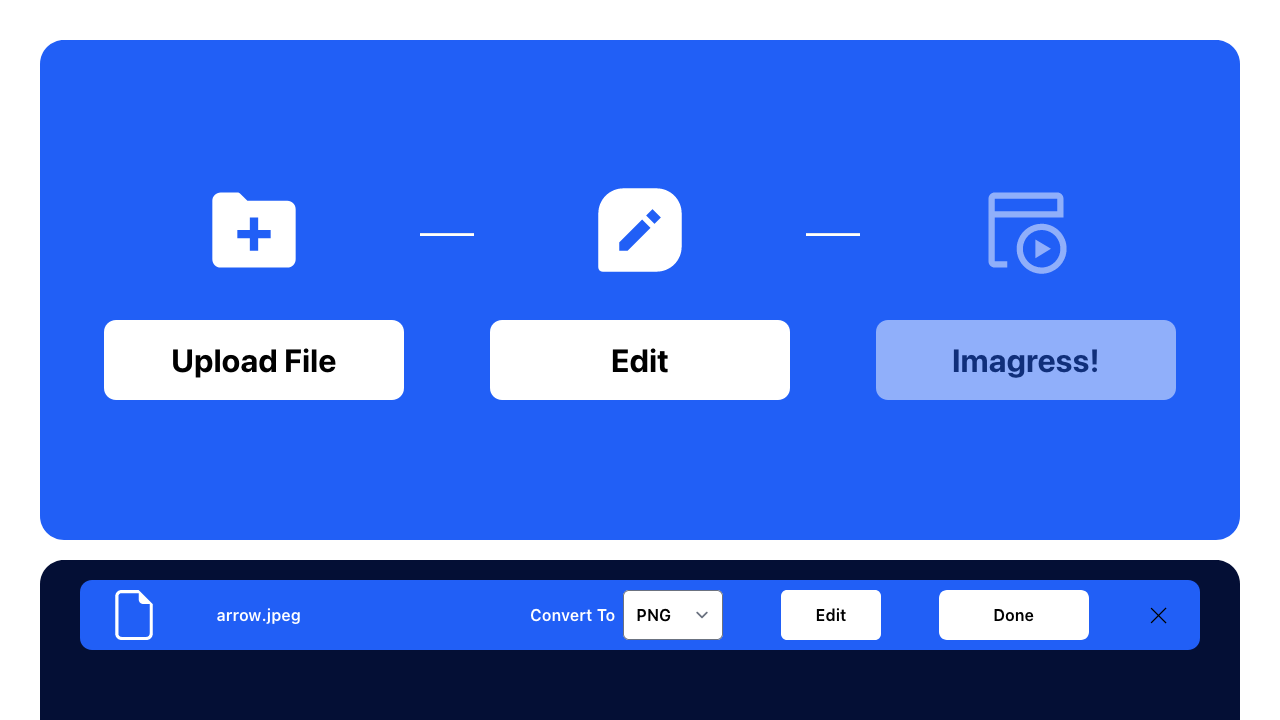 Upload File
Edit
Imagress!
arrow.jpeg
Convert To
PNG
Edit
Done